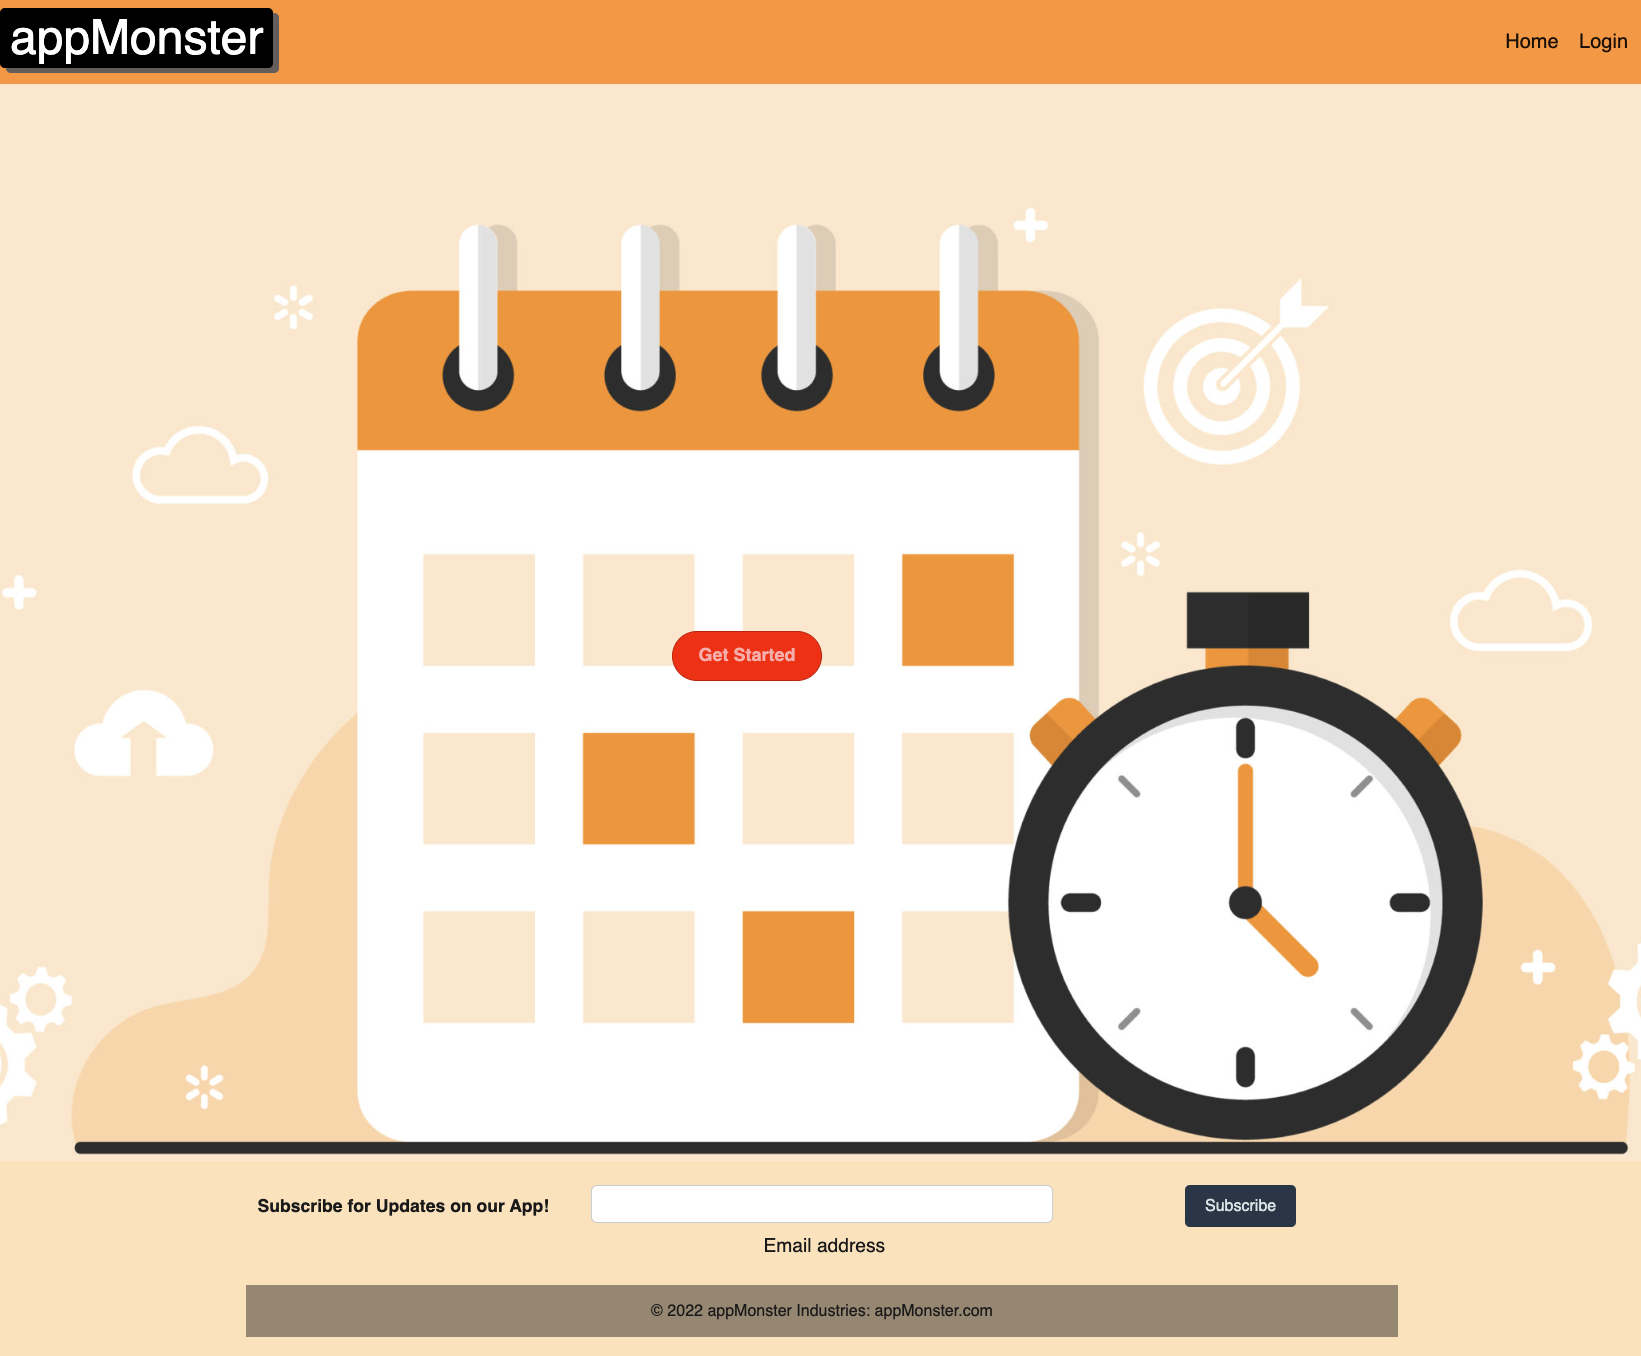 appMonster
Home Login
Get Started
Subscribe for Updates on our App!
Subscribe
Email address
© 2022 appMonster Industries: appMonster.com